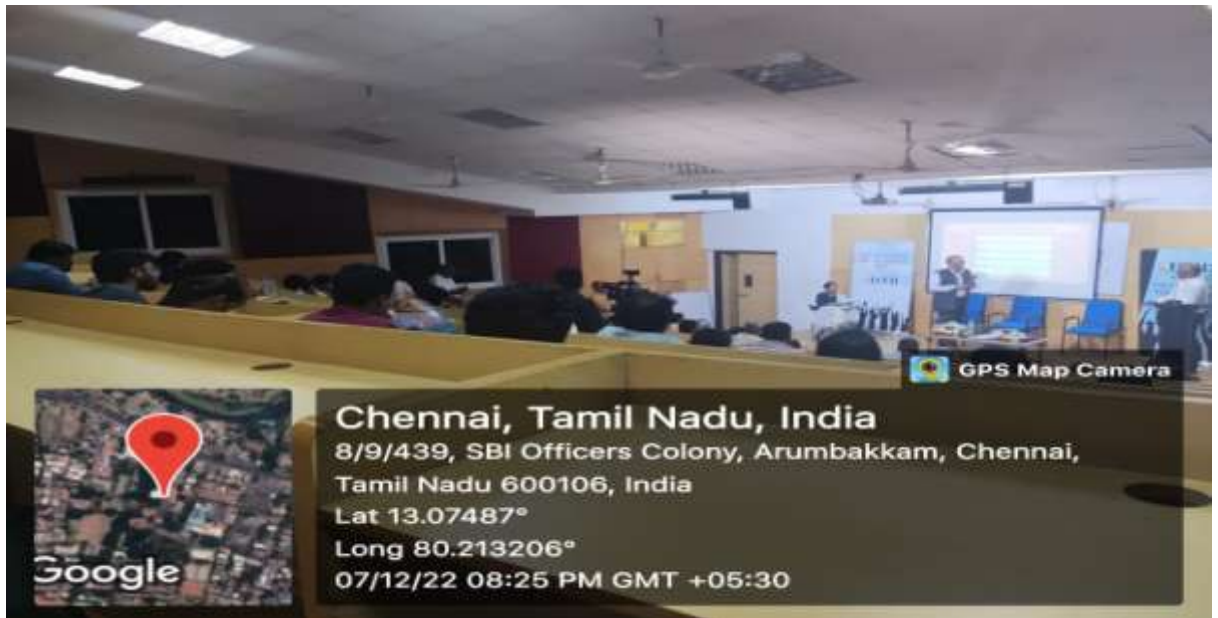 GPS Map Camera
Chennai, Tamil Nadu, India
8/9/439, SBI Officers Colony, Arumbakkam, Chennai,
Tamil Nadu 600106, India
Lat 13.07487°
Long 80.213206°
07/12/22 08:25 PM GMT +05:30
Google